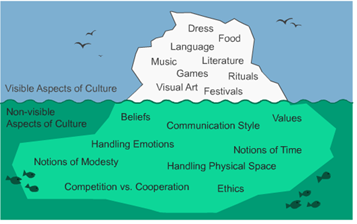 Dress
Food
Language
Music
Literature
Games
Rituals
Visual Art
Festivals
Visible Aspects of Culture
Non-visible
Aspects of Culture
Beliefs
Communication Style
Values
Handling Emotions
Notions of Time
Notions of Modesty
Handling Physical Space
Competition vs. Cooperation
Ethics